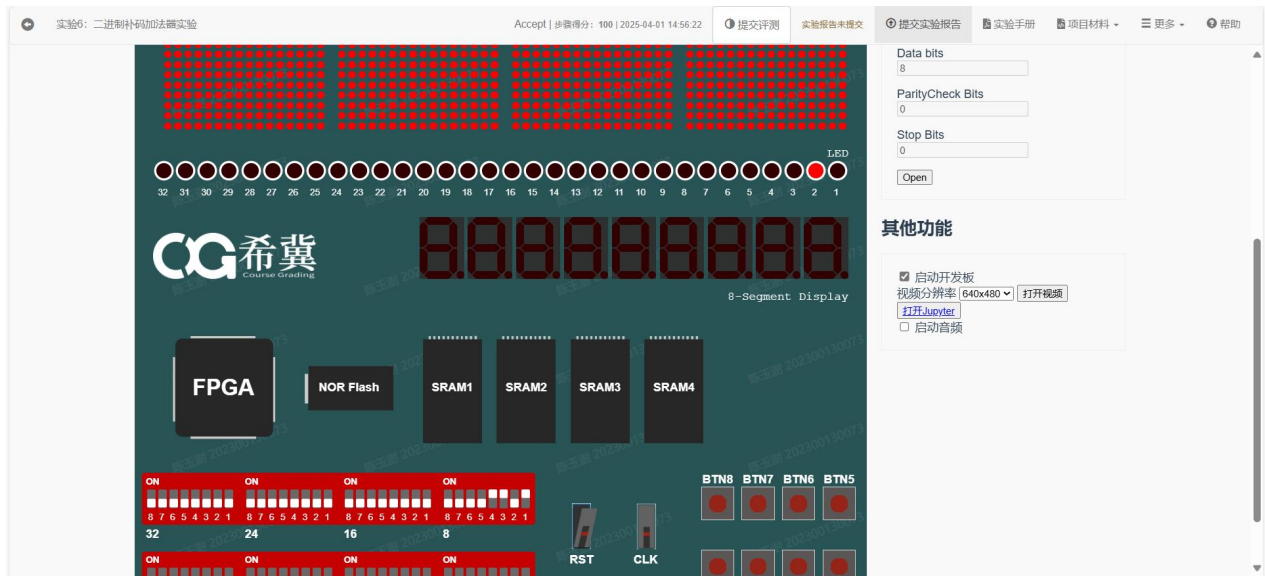 实验6：二进制补码加法器实验
Accept | 步骤得分：100 | 2025-04-01 14:56:22
提交评测
实验报告未提交
提交实验报告
实验手册
项目材料
更多
帮助
Data bits
8
ParityCheck Bits
0
Stop Bits
0
Open
LED
32 31 30 29 28 27 26 25 24 23 22 21 20 19 18 17 16 15 14 13 12 11 10 9 8 7 6 5 4 3 2 1
CG希冀
Course Grading
8-Segment Display
其他功能
启动开发板
视频分辨率 640x480 打开视频
打开Jupyter
启动音频
FPGA
NOR Flash
SRAM1
SRAM2
SRAM3
SRAM4
BTN8 BTN7 BTN6 BTN5
ON ON ON ON
8 7 6 5 4 3 2 1 8 7 6 5 4 3 2 1 8 7 6 5 4 3 2 1 8 7 6 5 4 3 2 1
32 24 16 8
RST CLK
ON ON ON ON